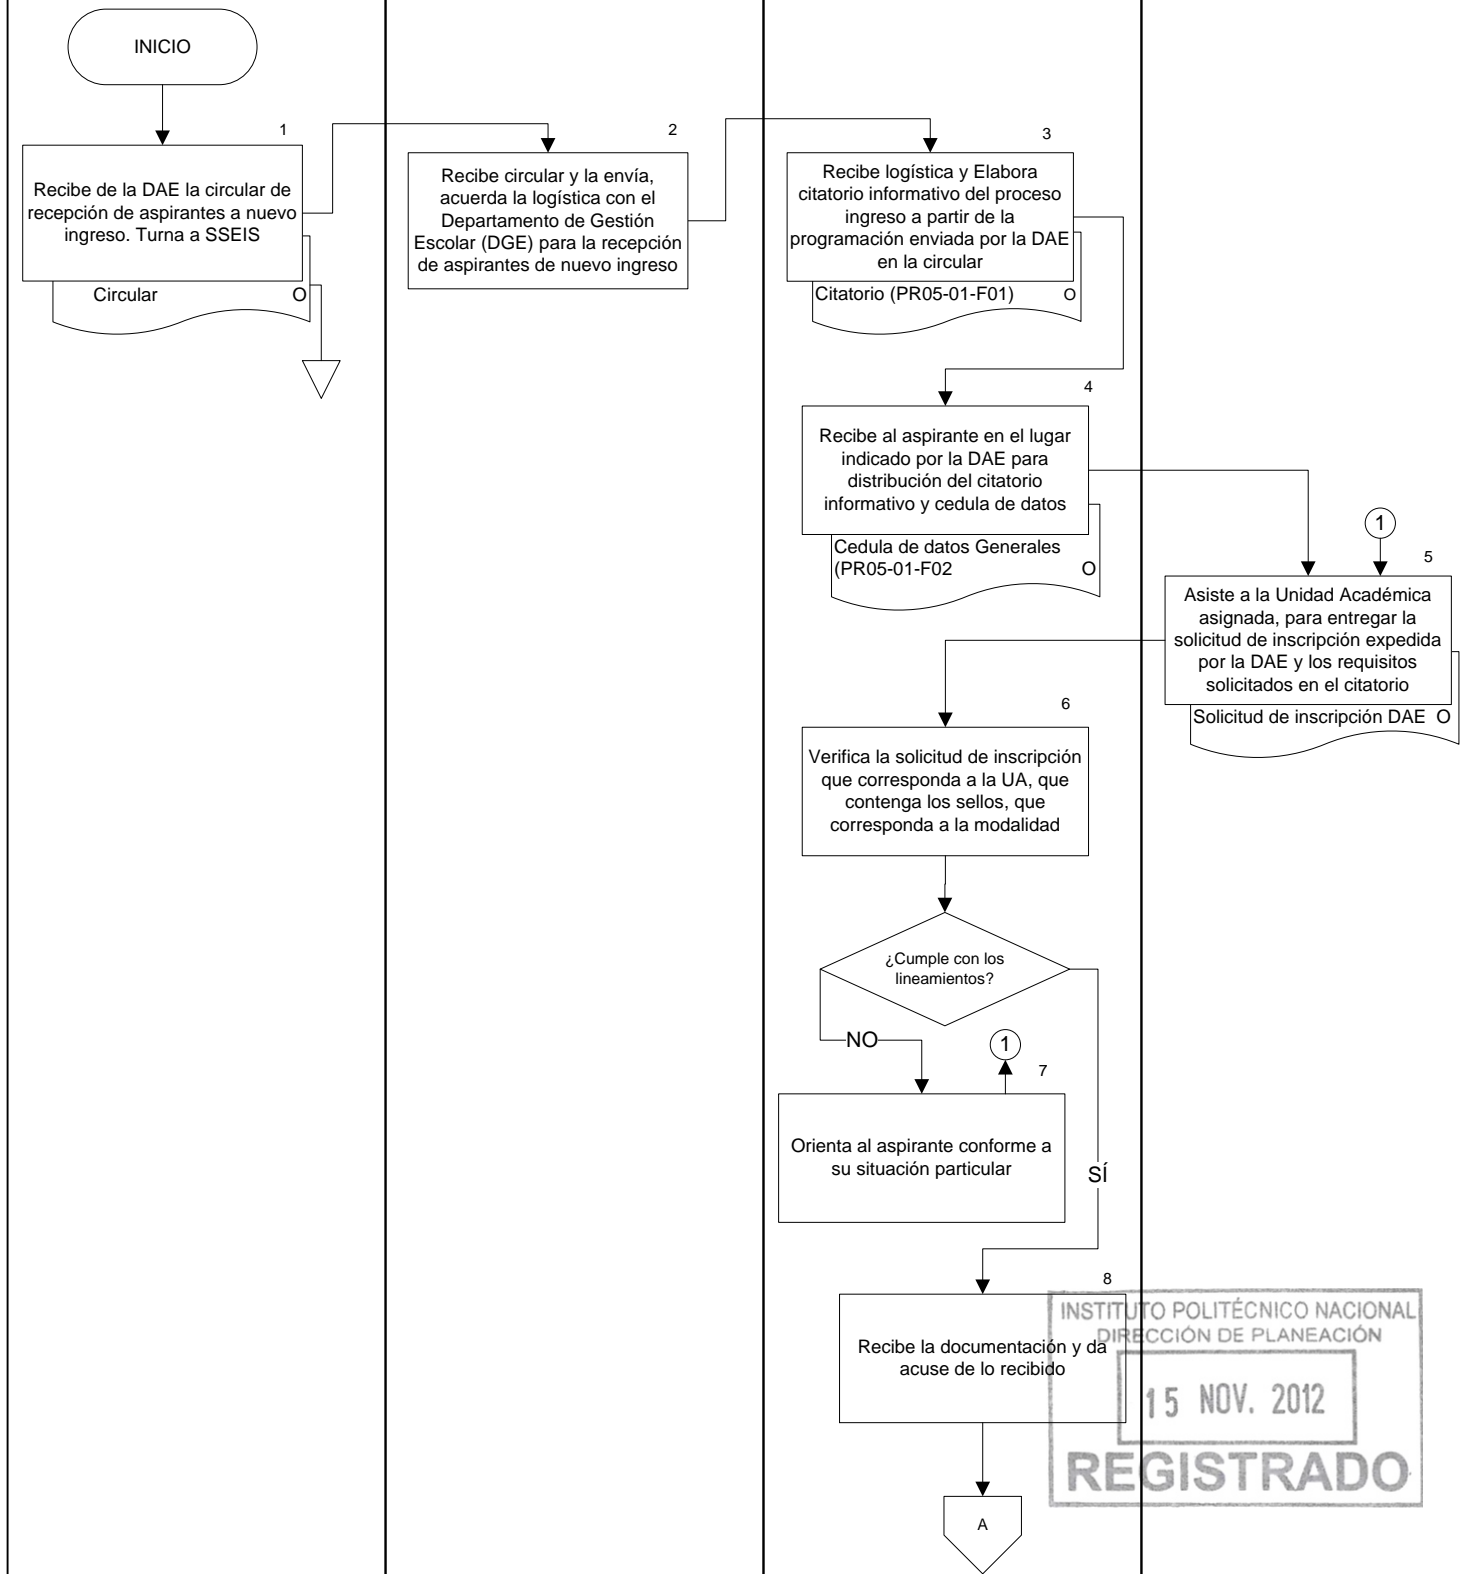 INICIO
1
Recibe de la DAE la circular de
recepción de aspirantes a nuevo
ingreso. Turna a SSEIS
Circular O
2
Recibe circular y la envía,
acuerda la logística con el
Departamento de Gestión
Escolar (DGE) para la recepción
de aspirantes de nuevo ingreso
3
Recibe logística y Elabora
citatorio informativo del proceso
ingreso a partir de la
programación enviada por la DAE
en la circular
Citatorio (PR05-01-F01) O
4
Recibe al aspirante en el lugar
indicado por la DAE para
distribución del citatorio
informativo y cedula de datos
Cedula de datos Generales
(PR05-01-F02 O
1
5
Asiste a la Unidad Académica
asignada, para entregar la
solicitud de inscripción expedida
por la DAE y los requisitos
solicitados en el citatorio
Solicitud de inscripción DAE O
6
Verifica la solicitud de inscripción
que corresponda a la UA, que
contenga los sellos, que
corresponda a la modalidad
¿Cumple con los
lineamientos?
NO
1
7
Orienta al aspirante conforme a
su situación particular
SÍ
8
Recibe la documentación y da
acuse de lo recibido
A
INSTITUTO POLITÉCNICO NACIONAL
DIRECCIÓN DE PLANEACIÓN
15 NOV. 2012
REGISTRADO